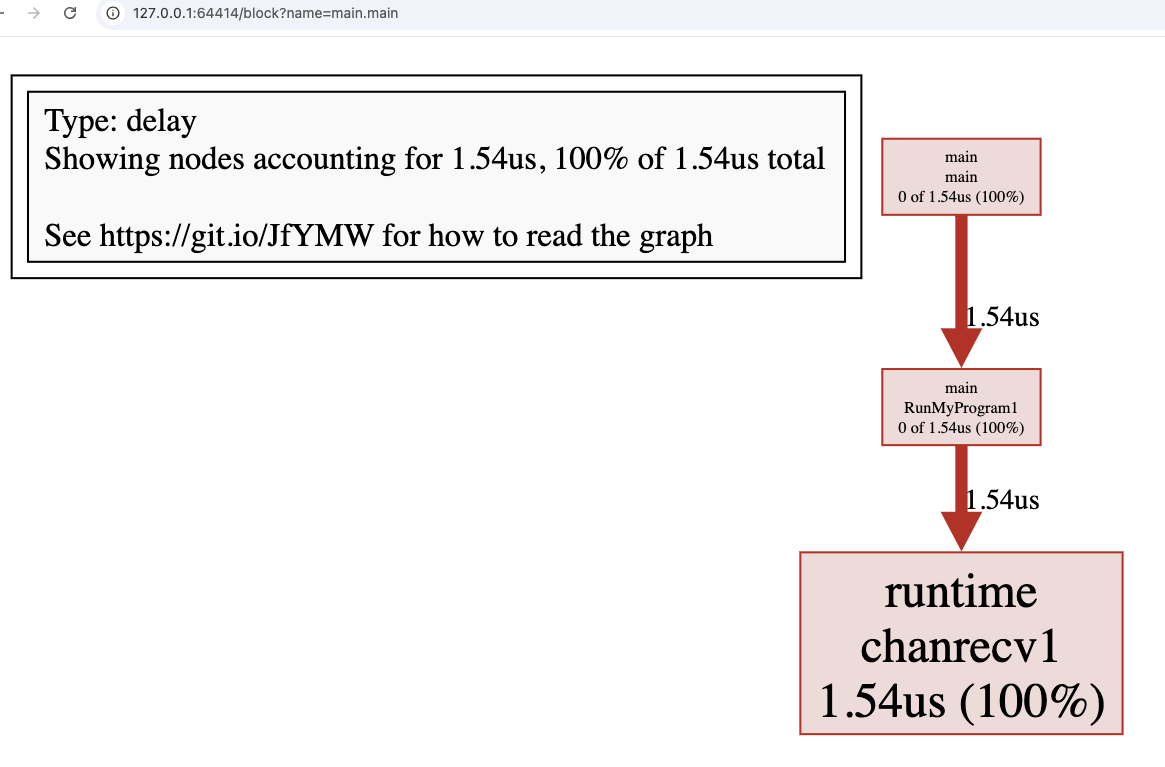 127.0.0.1:64414/block?name=main.main
Type: delay
Showing nodes accounting for 1.54us, 100% of 1.54us total
See https://git.io/JfYMW for how to read the graph
main
main
0 of 1.54us (100%)
1.54us
main
RunMyProgram1
0 of 1.54us (100%)
1.54us
runtime
chanrecv1
1.54us (100%)